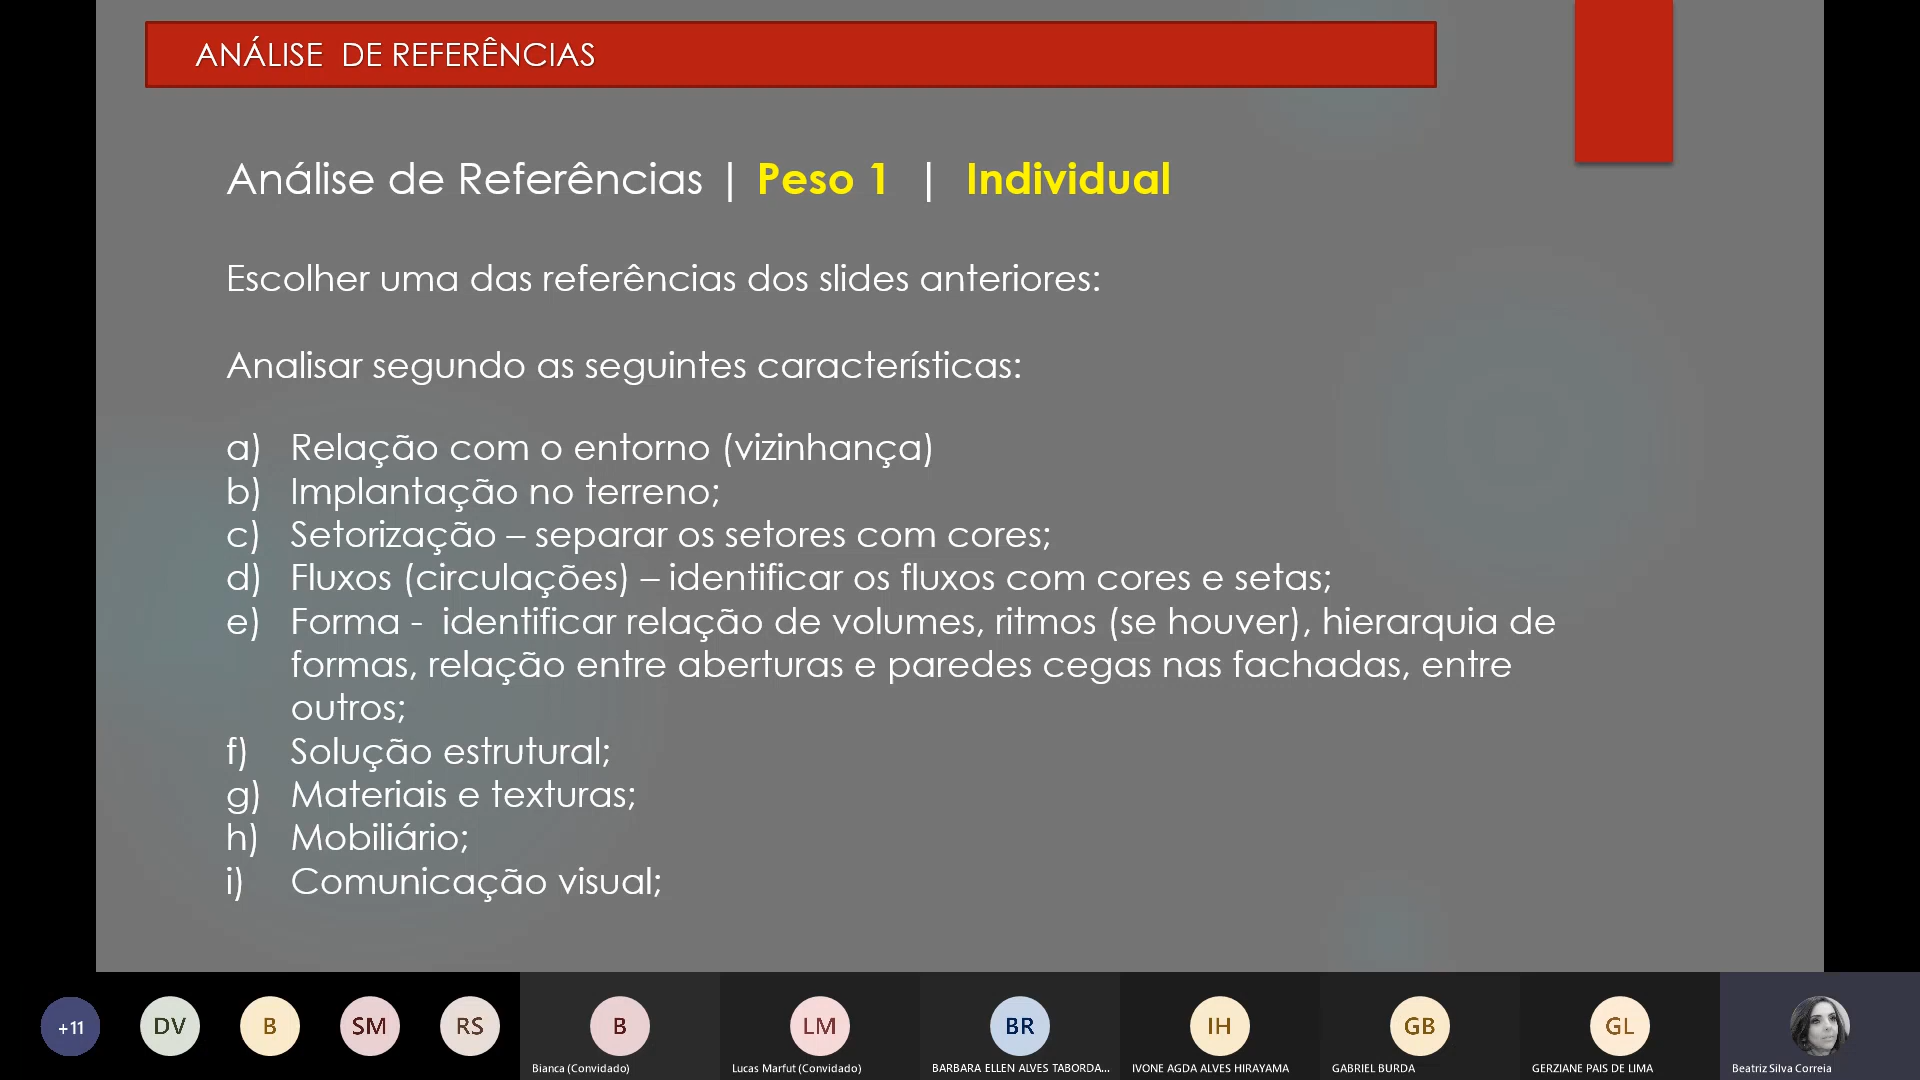 ANÁLISE  DE REFERÊNCIAS
Análise de Referências | Peso 1 | Individual
Escolher uma das referências dos slides anteriores:
Analisar segundo as seguintes características:
a) Relação com o entorno (vizinhança)
b) Implantação no terreno;
c) Setorização – separar os setores com cores;
d) Fluxos (circulações) – identificar os fluxos com cores e setas;
e) Forma -  identificar relação de volumes, ritmos (se houver), hierarquia de
formas, relação entre aberturas e paredes cegas nas fachadas, entre
outros;
f) Solução estrutural;
g) Materiais e texturas;
h) Mobiliário;
i) Comunicação visual;
+11 DV B SM RS B LM BR IH GB GL
Bianca (Convidado) Lucas Marfut (Convidado) BARBARA ELLEN ALVES TABORDA... IVONE AGDA ALVES HIRAYAMA GABRIEL BURDA GERZIANE PAIS DE LIMA Beatriz Silva Correia